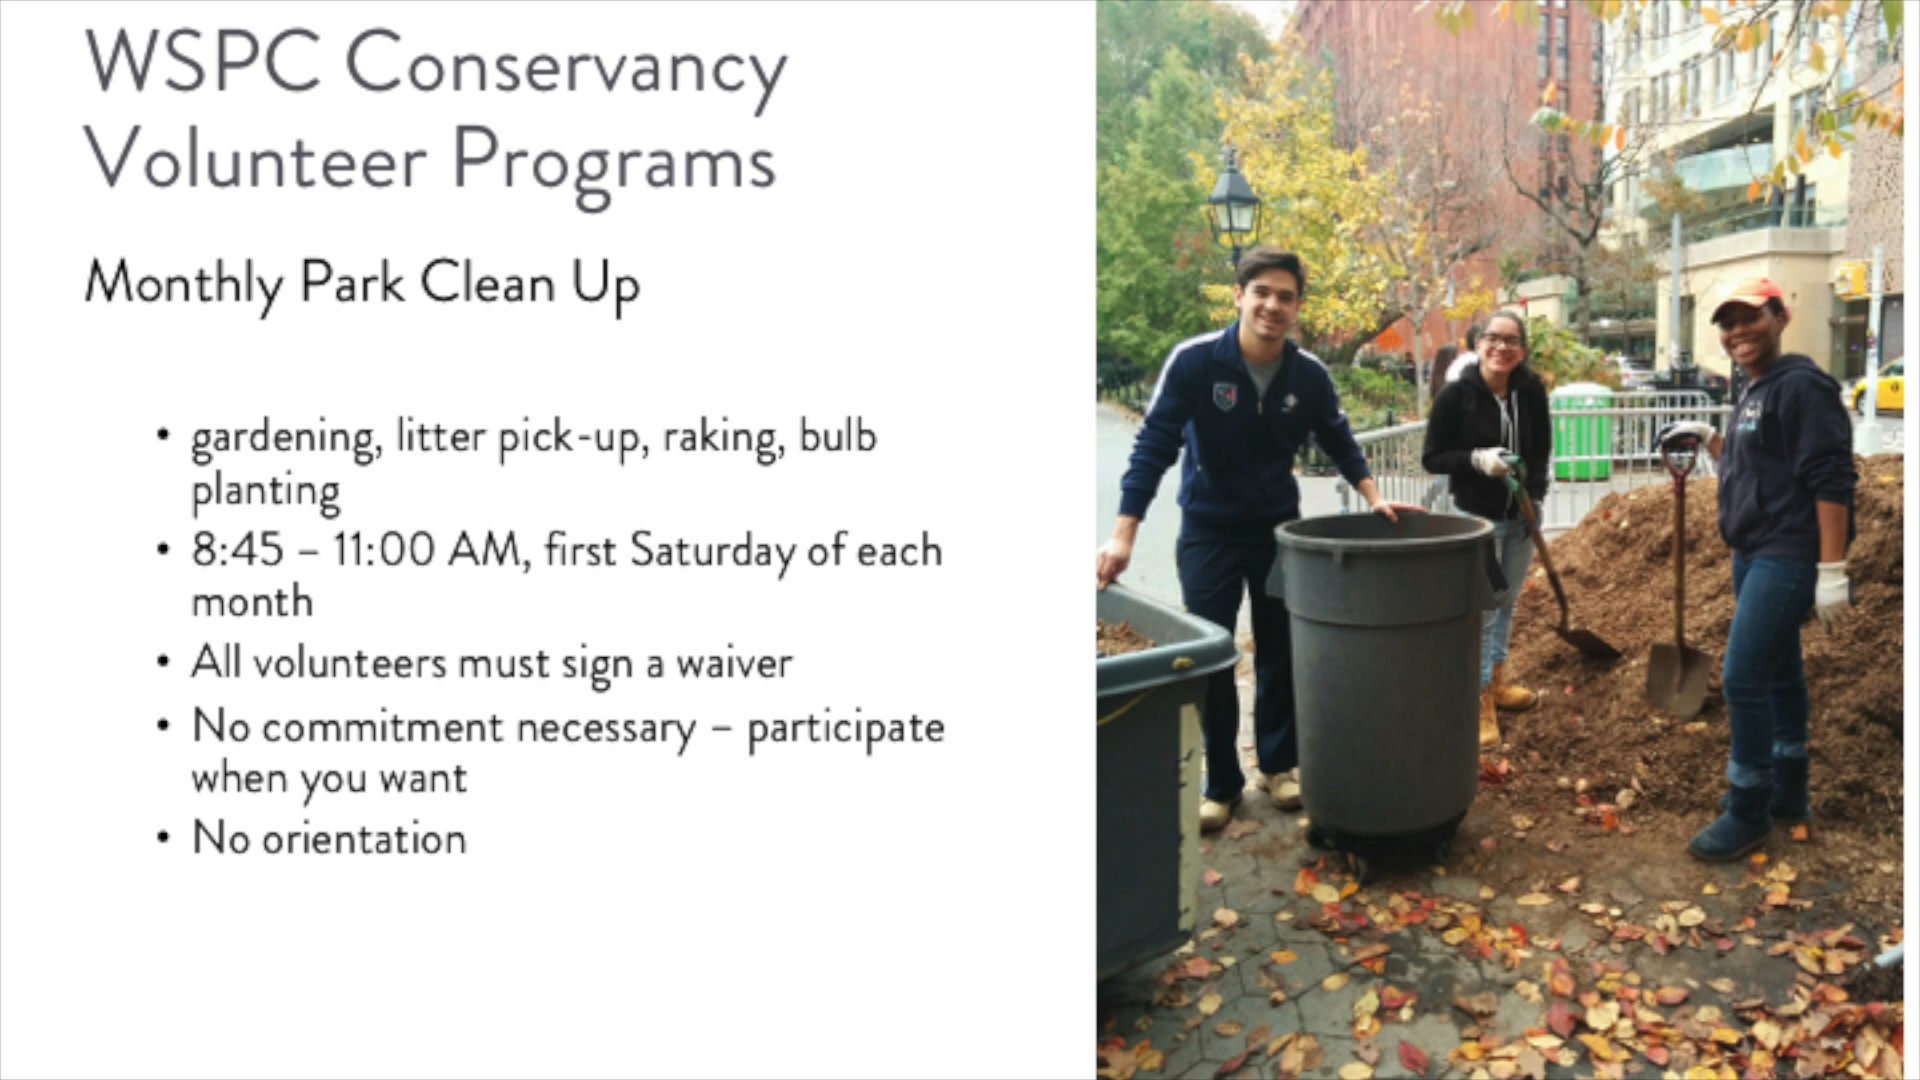 WSPC Conservancy
Volunteer Programs
Monthly Park Clean Up
• gardening, litter pick-up, raking, bulb
planting
• 8:45 – 11:00 AM, first Saturday of each
month
• All volunteers must sign a waiver
• No commitment necessary – participate
when you want
• No orientation